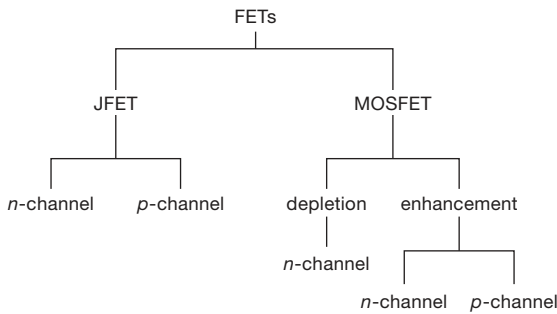 FETs
JFET MOSFET
n-channel p-channel depletion enhancement
n-channel
n-channel p-channel